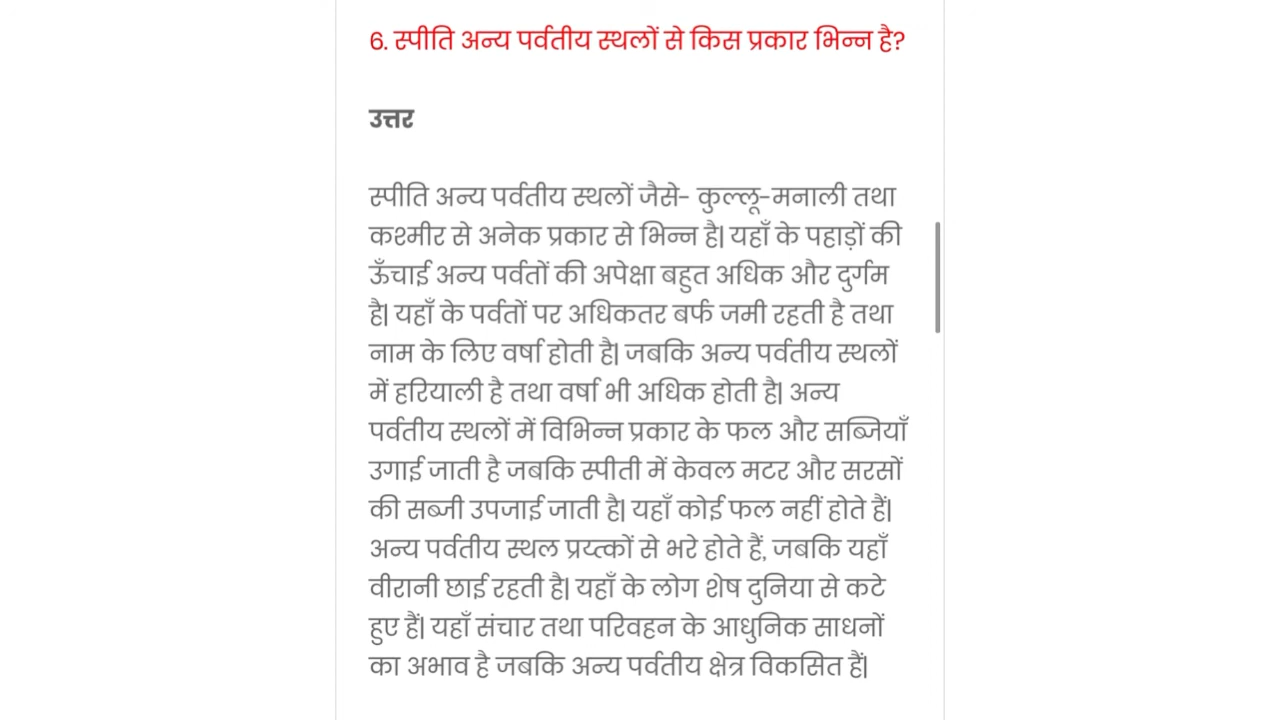 6. स्पीति अन्य पर्वतीय स्थलों से किस प्रकार भिन्न है?
उत्तर
स्पीति अन्य पर्वतीय स्थलों जैसे- कुल्लू-मनाली तथा
कश्मीर से अनेक प्रकार से भिन्न है| यहाँ के पहाड़ों की
ऊँचाई अन्य पर्वतों की अपेक्षा बहुत अधिक और दुर्गम
है| यहाँ के पर्वतों पर अधिकतर बर्फ जमी रहती है तथा
नाम के लिए वर्षा होती है| जबकि अन्य पर्वतीय स्थलों
में हरियाली है तथा वर्षा भी अधिक होती है| अन्य
पर्वतीय स्थलों में विभिन्न प्रकार के फल और सब्जियाँ
उगाई जाती है जबकि स्पीती में केवल मटर और सरसों
की सब्जी उपजाई जाती है| यहाँ कोई फल नहीं होते हैं|
अन्य पर्वतीय स्थल प्रय्त्कों से भरे होते हैं, जबकि यहाँ
वीरानी छाई रहती है| यहाँ के लोग शेष दुनिया से कटे
हुए हैं| यहाँ संचार तथा परिवहन के आधुनिक साधनों
का अभाव है जबकि अन्य पर्वतीय क्षेत्र विकसित हैं|